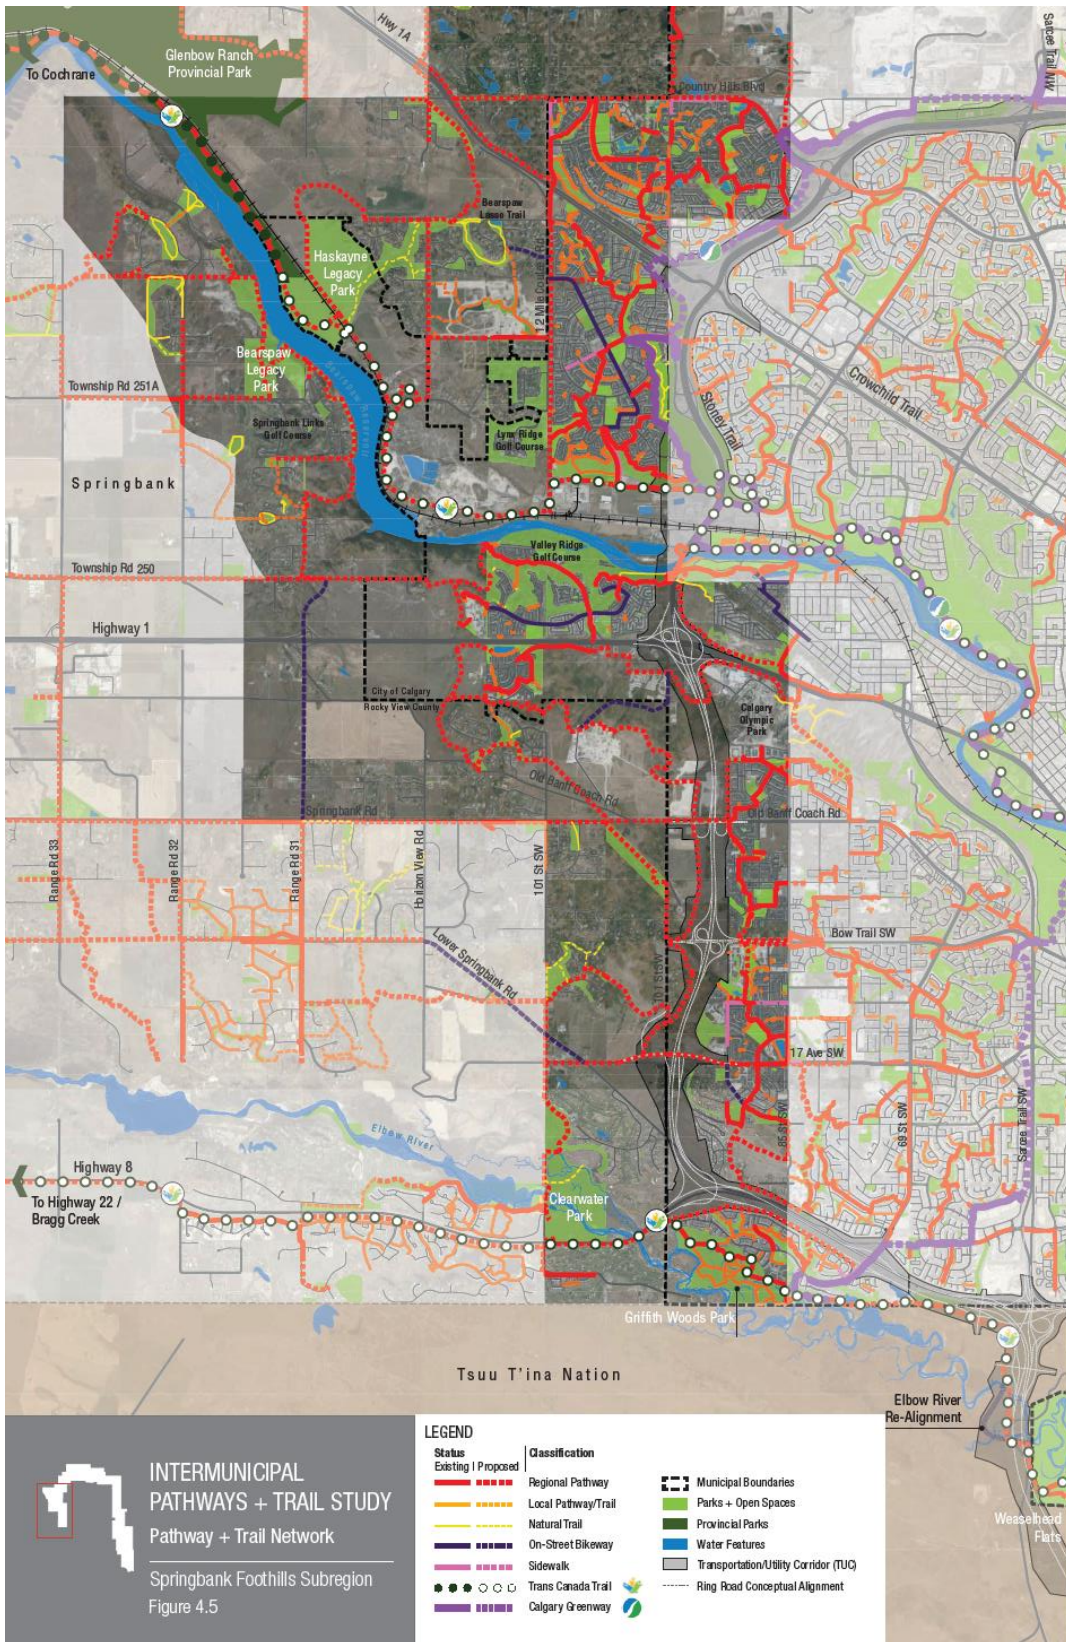 Hwy 1A
Sarcee Trail NW
Glenbow Ranch
Provincial Park
To Cochrane
Country Hills Blvd
Bearspaw
Lasso Trail
Haskayne
Legacy
Park
12 Mile Coulee Rd
Bearspaw
Legacy
Park
Bearspaw Reservoir
Township Rd 251A
Crowchild Trail
Stoney Trail
Springbank Links
Golf Course
Lynx Ridge
Golf Course
Springbank
Valley Ridge
Golf Course
Township Rd 250
Highway 1
City of Calgary
Rocky View County
Calgary
Olympic
Park
Old Banff Coach Rd
Springbank Rd
Old Banff Coach Rd
Range Rd 33
Range Rd 32
Range Rd 31
Horizon View Rd
101 St SW
Bow Trail SW
Lower Springbank Rd
101 St SW
17 Ave SW
85 St SW
69 St SW
Sarcee Trail SW
Elbow River
Highway 8
To Highway 22 /
Bragg Creek
Clearwater
Park
Griffith Woods Park
Tsuu T'ina Nation
Elbow River
Re-Alignment
Weaselhead
Flats
INTERMUNICIPAL
PATHWAYS + TRAIL STUDY
Pathway + Trail Network
Springbank Foothills Subregion
Figure 4.5
LEGEND
Status
Classification
Existing | Proposed
Regional Pathway
Local Pathway/Trail
Natural Trail
On-Street Bikeway
Sidewalk
Trans Canada Trail
Calgary Greenway
Municipal Boundaries
Parks + Open Spaces
Provincial Parks
Water Features
Transportation/Utility Corridor (TUC)
Ring Road Conceptual Alignment